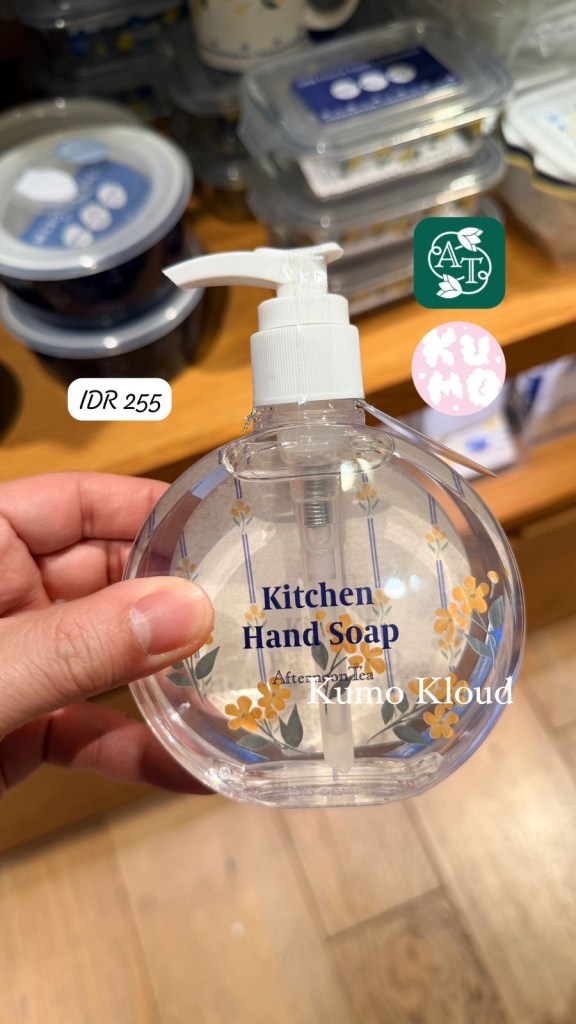 AT
KU
MO
IDR 255
Kitchen
Hand Soap
Afternoon Tea
Kumo Kloud